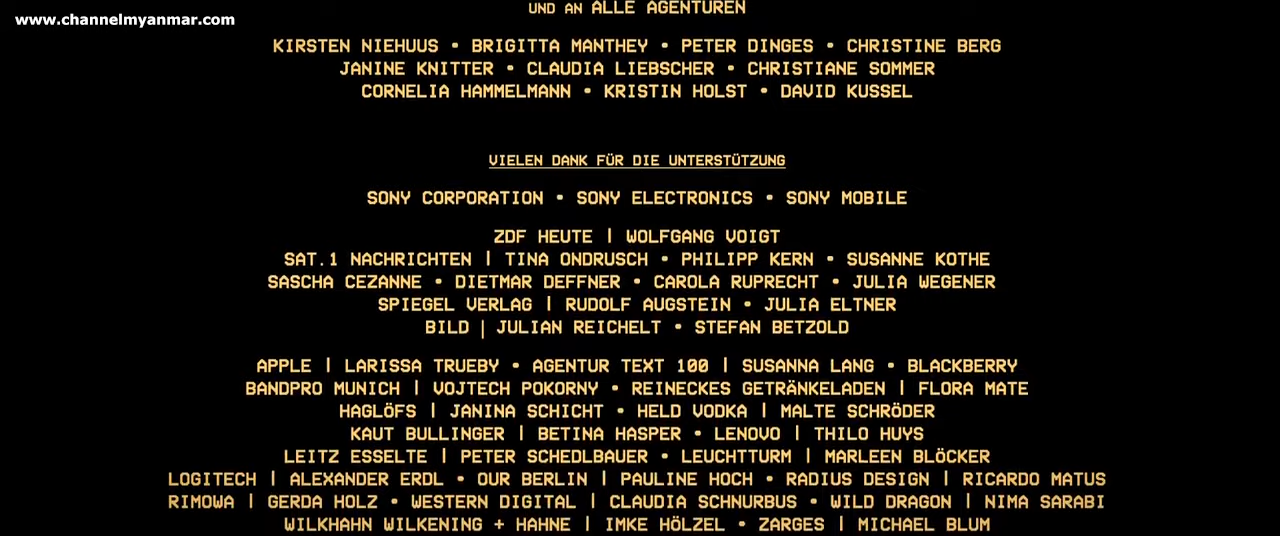 www.channelmyanmar.com
UND AN ALLE AGENTUREN
KIRSTEN NIEHUUS • BRIGITTA MANTHEY • PETER DINGES • CHRISTINE BERG
JANINE KNITTER • CLAUDIA LIEBSCHER • CHRISTIANE SOMMER
CORNELIA HAMMELMANN • KRISTIN HOLST • DAVID KUSSEL
VIELEN DANK FÜR DIE UNTERSTÜTZUNG
SONY CORPORATION • SONY ELECTRONICS • SONY MOBILE
ZDF HEUTE | WOLFGANG VOIGT
SAT.1 NACHRICHTEN | TINA ONDRUSCH • PHILIPP KERN • SUSANNE KOTHE
SASCHA CEZANNE • DIETMAR DEFFNER • CAROLA RUPRECHT • JULIA WEGENER
SPIEGEL VERLAG | RUDOLF AUGSTEIN • JULIA ELTNER
BILD | JULIAN REICHELT • STEFAN BETZOLD
APPLE | LARISSA TRUEBY • AGENTUR TEXT 100 | SUSANNA LANG • BLACKBERRY
BANDPRO MUNICH | VOJTECH POKORNY • REINECKES GETRÄNKELADEN | FLORA MATE
HAGLÖFS | JANINA SCHICHT • HELD VODKA | MALTE SCHRÖDER
KAUT BULLINGER | BETINA HASPER • LENOVO | THILO HUYS
LEITZ ESSELTE | PETER SCHEDLBAUER • LEUCHTTURM | MARLEEN BLÖCKER
LOGITECH | ALEXANDER ERDL • OUR BERLIN | PAULINE HOCH • RADIUS DESIGN | RICARDO MATUS
RIMOWA | GERDA HOLZ • WESTERN DIGITAL | CLAUDIA SCHNURBUS • WILD DRAGON | NIMA SARABI
WILKHAHN WILKENING + HAHNE | IMKE HÖLZEL • ZARGES | MICHAEL BLUM